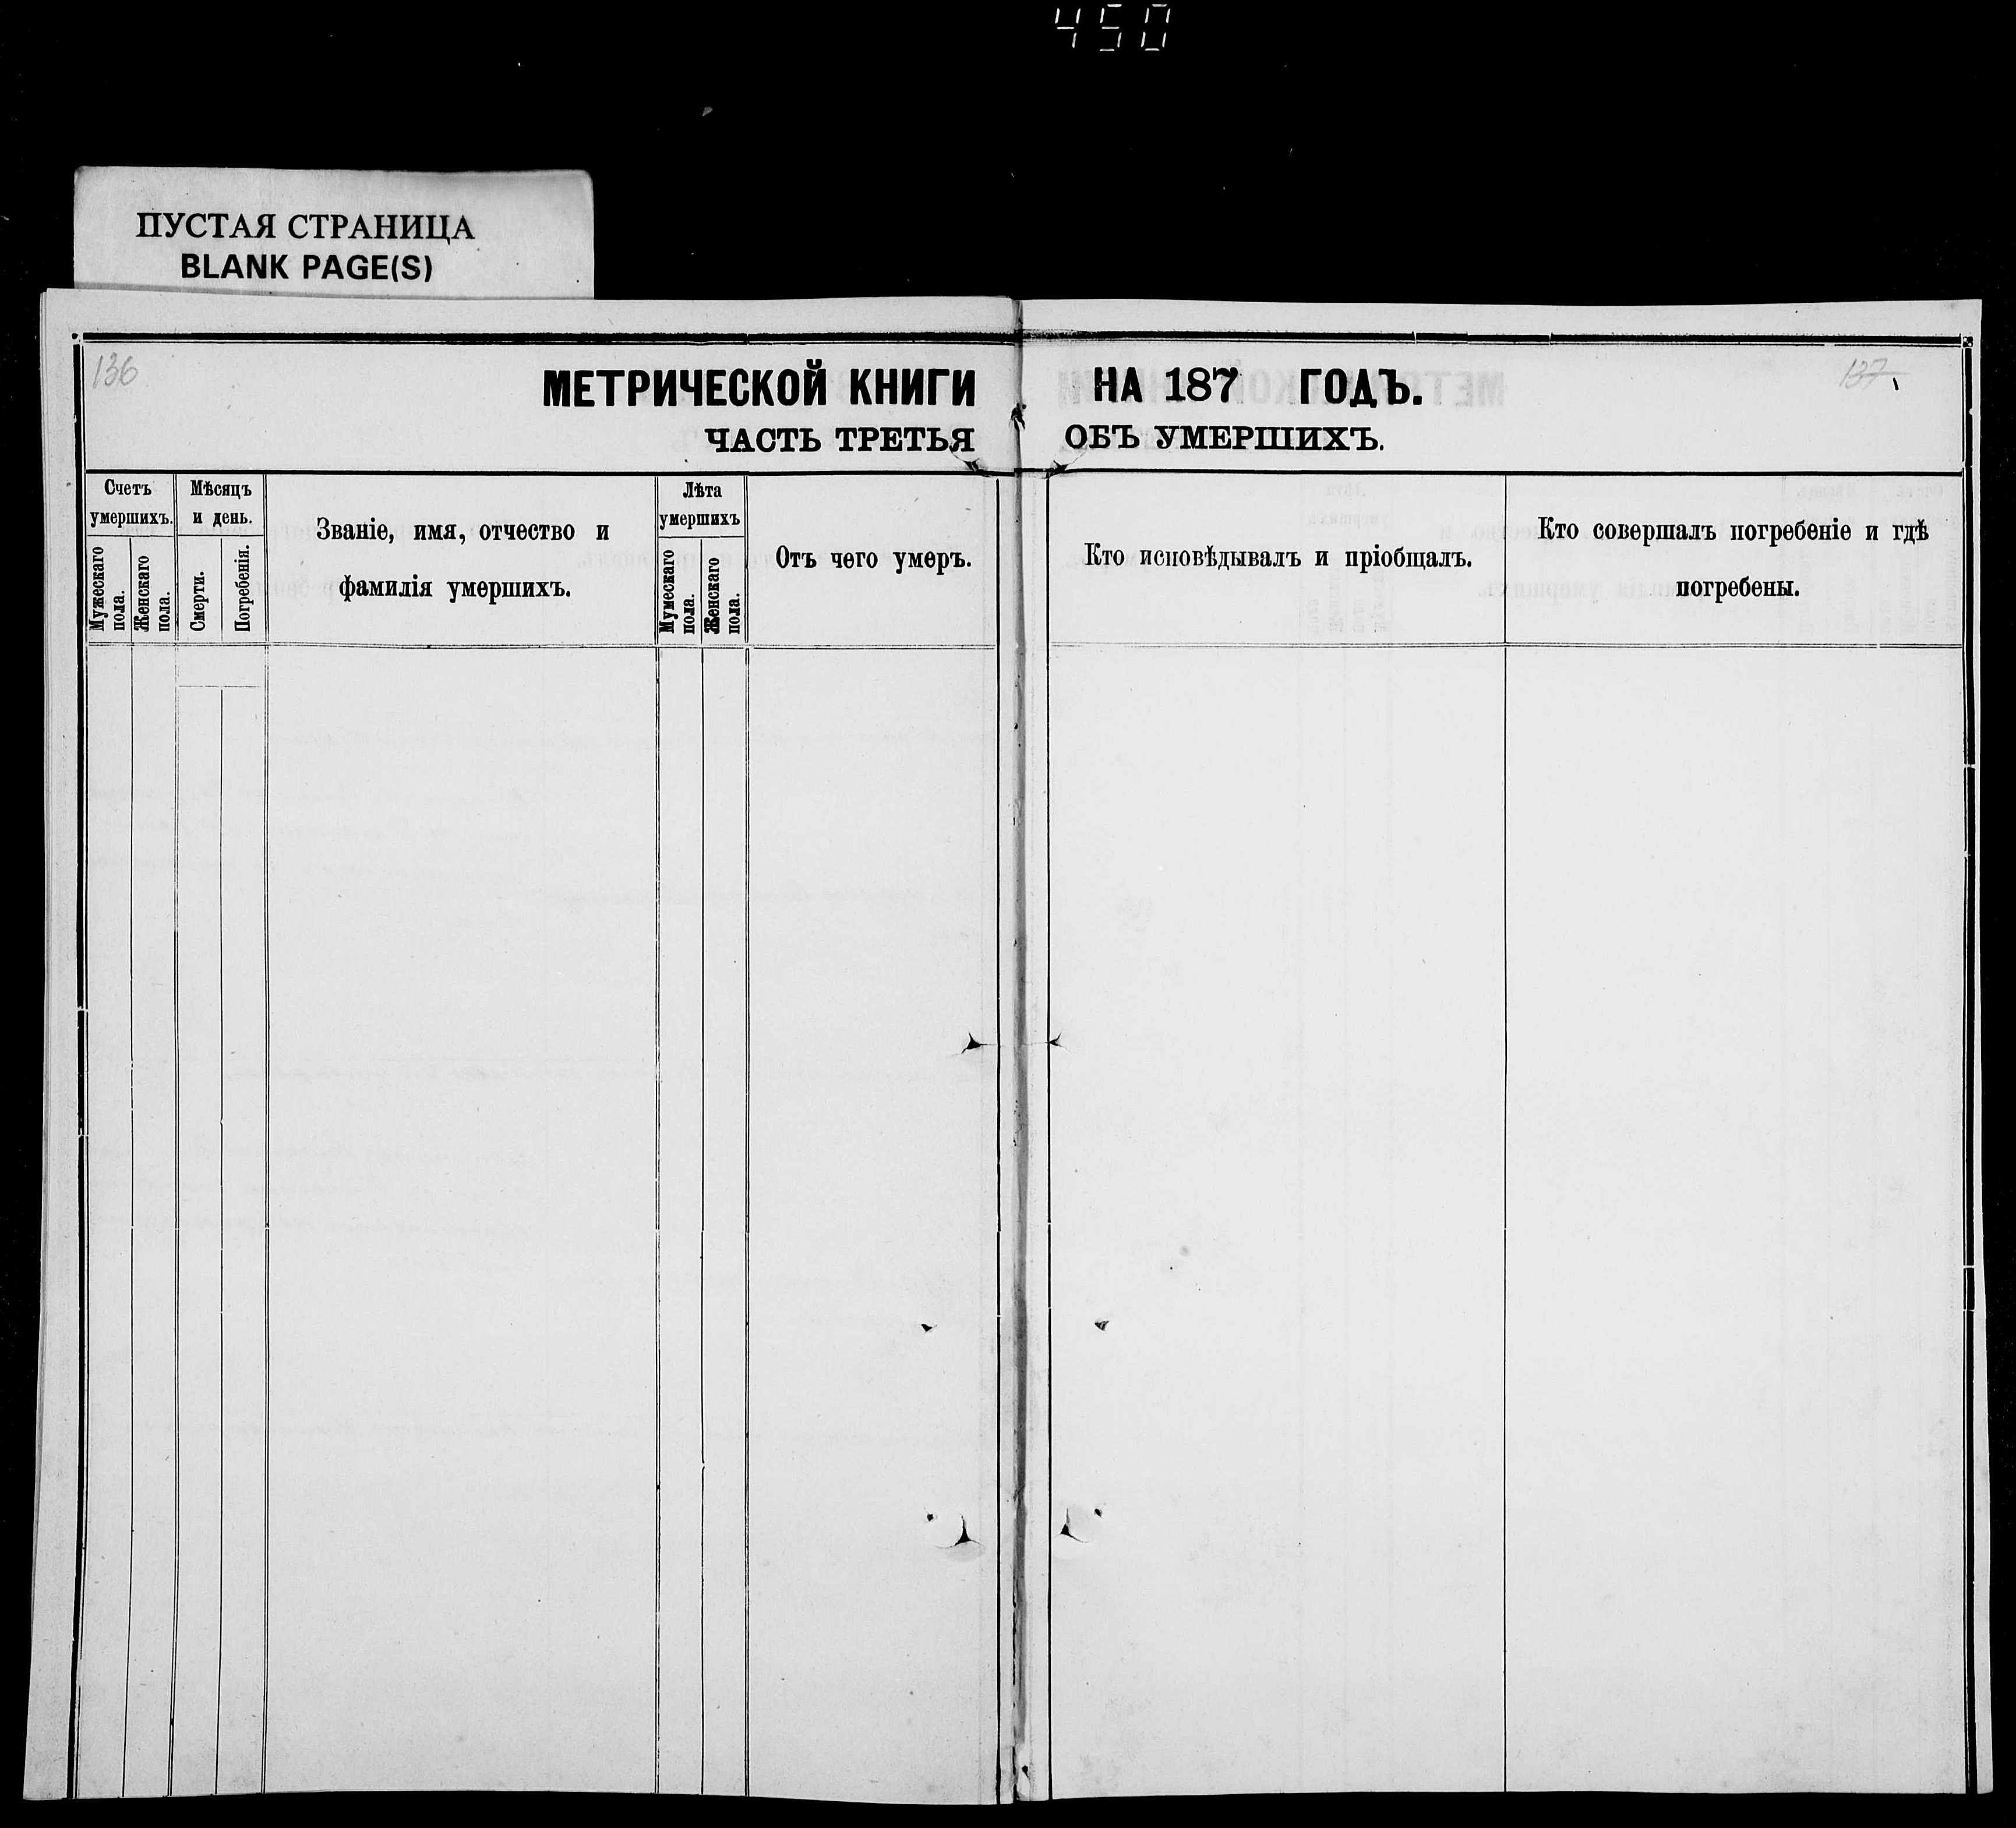 450
ПУСТАЯ СТРАНИЦА
BLANK PAGE(S)
136
МЕТРИЧЕСКОЙ КНИГИ НА 187 ГОДЪ.
137
ЧАСТЬ ТРЕТЬЯ ОБЪ УМЕРШИХЪ.
Счетъ
умершихъ.
Мужескаго
пола.
Женскаго
пола.
Мѣсяцъ
и день.
Смерти.
Погребенія.
Званіе, имя, отчество и
фамилія умершихъ.
Лѣта
умершихъ
Мумескаго
пола.
Женскаго
пола.
Отъ чего умеръ.
Кто исповѣдывалъ и пріобщалъ.
Кто совершалъ погребеніе и гдѣ
погребены.